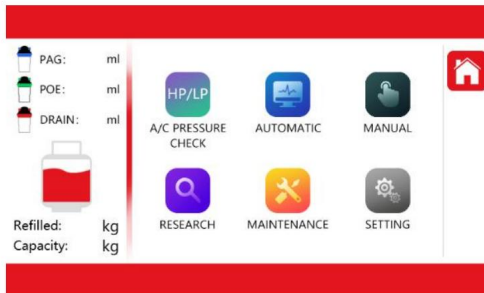 PAG: ml
POE: ml
DRAIN: ml
Refilled: kg
Capacity: kg
HP/LP
A/C PRESSURE
CHECK
AUTOMATIC
MANUAL
RESEARCH
MAINTENANCE
SETTING